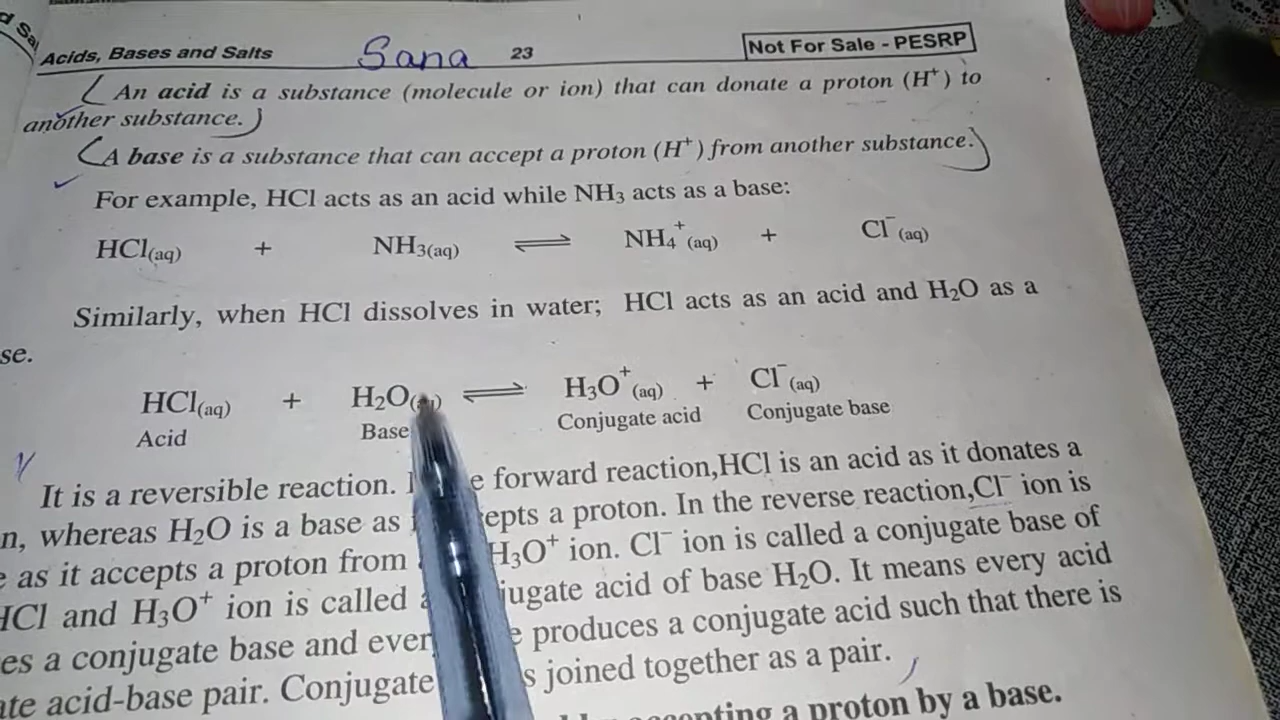 d Sa
Acids, Bases and Salts Sana 23 Not For Sale - PESRP
An acid is a substance (molecule or ion) that can donate a proton (H⁺) to
another substance.
A base is a substance that can accept a proton (H⁺) from another substance.
For example, HCl acts as an acid while NH₃ acts as a base:
HCl(aq) + NH₃(aq) ⇌ NH₄⁺(aq) + Cl⁻(aq)
Similarly, when HCl dissolves in water; HCl acts as an acid and H₂O as a
se.
HCl(aq) + H₂O ⇌ H₃O⁺(aq) + Cl⁻(aq)
Acid Base Conjugate acid Conjugate base
It is a reversible reaction. forward reaction,HCl is an acid as it donates a
n, whereas H₂O is a base as epts a proton. In the reverse reaction,Cl⁻ ion is
e as it accepts a proton from H₃O⁺ ion. Cl⁻ ion is called a conjugate base of
HCl and H₃O⁺ ion is called jugate acid of base H₂O. It means every acid
es a conjugate base and ever produces a conjugate acid such that there is
ate acid-base pair. Conjugate s joined together as a pair.
accepting a proton by a base.